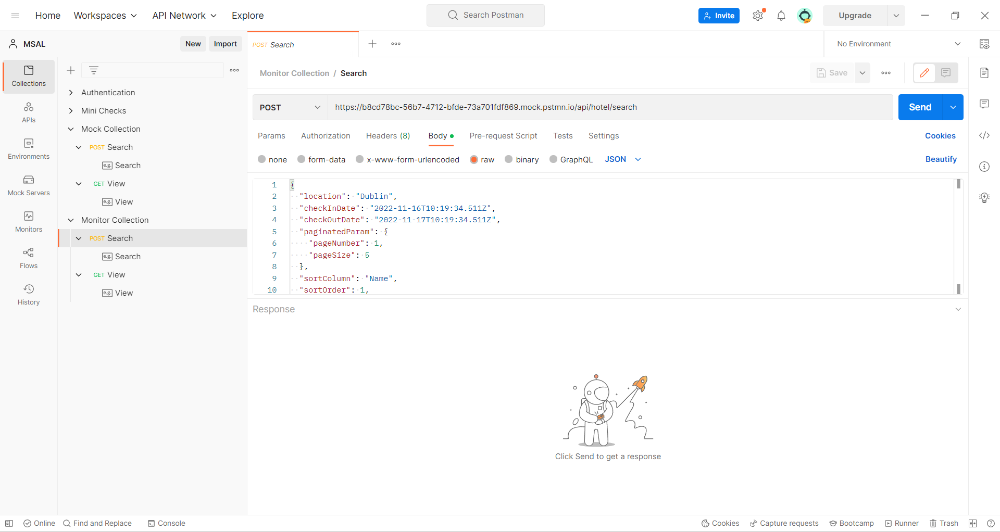 Home Workspaces API Network Explore Search Postman Invite Upgrade
MSAL New Import POST Search No Environment
Collections
APIs
Environments
Mock Servers
Monitors
Flows
History
Authentication
Mini Checks
Mock Collection
POST Search
e.g. Search
GET View
e.g. View
Monitor Collection
POST Search
e.g. Search
GET View
e.g. View
Monitor Collection / Search Save
POST https://b8cd78bc-56b7-4712-bfde-73a701fdf869.mock.pstmn.io/api/hotel/search Send
Params Authorization Headers (8) Body Pre-request Script Tests Settings Cookies
none form-data x-www-form-urlencoded raw binary GraphQL JSON Beautify
1 {
2 "location": "Dublin",
3 "checkInDate": "2022-11-16T10:19:34.511Z",
4 "checkOutDate": "2022-11-17T10:19:34.511Z",
5 "paginatedParam": {
6 "pageNumber": 1,
7 "pageSize": 5
8 },
9 "sortColumn": "Name",
10 "sortOrder": 1,
Response
Click Send to get a response
Online Find and Replace Console Cookies Capture requests Bootcamp Runner Trash